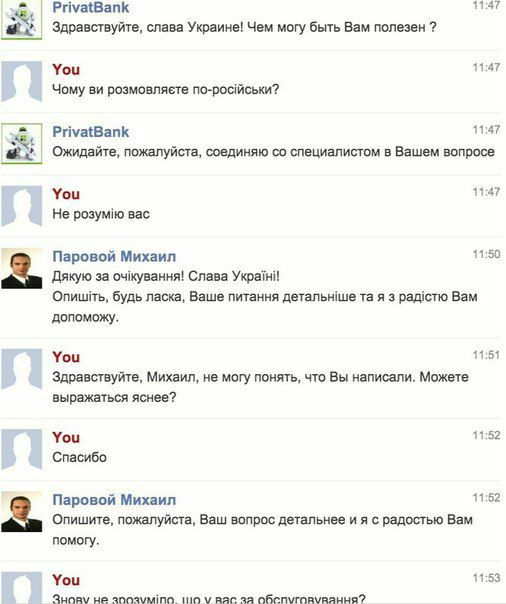 PrivatBank 11:47
Здравствуйте, слава Украине! Чем могу быть Вам полезен ?
You 11:47
Чому ви розмовляєте по-російськи?
PrivatBank 11:47
Ожидайте, пожалуйста, соединяю со специалистом в Вашем вопросе
You 11:47
Не розумію вас
Паровой Михаил 11:50
Дякую за очікування! Слава Україні!
Опишіть, будь ласка, Ваше питання детальніше та я з радістю Вам
допоможу.
You 11:51
Здравствуйте, Михаил, не могу понять, что Вы написали. Можете
выражаться яснее?
You 11:52
Спасибо
Паровой Михаил 11:52
Опишите, пожалуйста, Ваш вопрос детальнее и я с радостью Вам
помогу.
You 11:53
Знову не зрозуміло, що у вас за обслуговування?